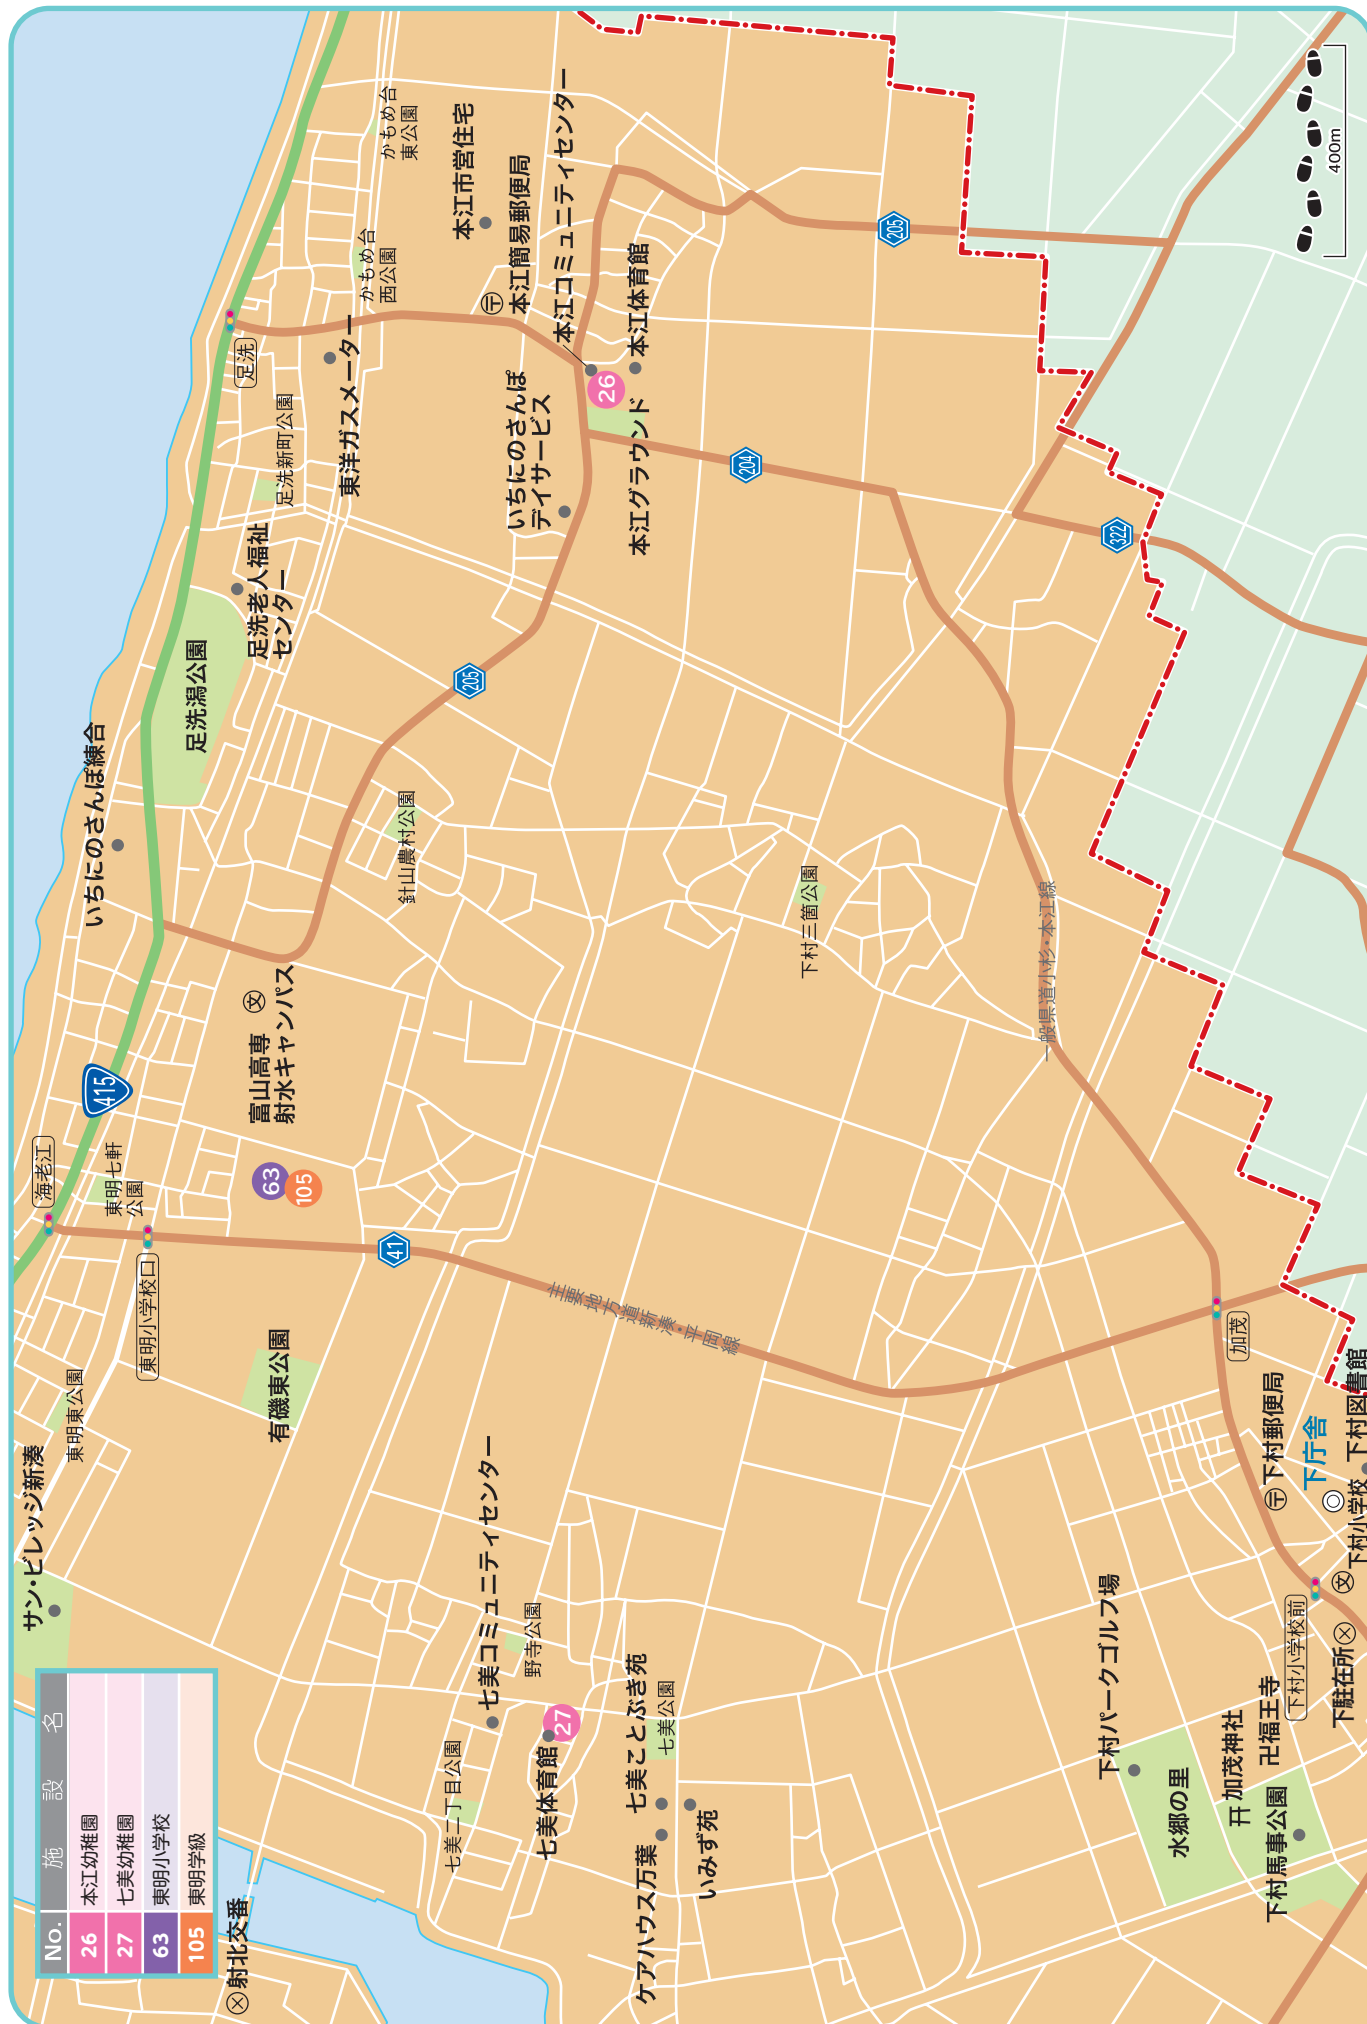 No. 施設名
26 本江幼稚園
27 七美幼稚園
63 東明小学校
105 東明学級
サン・ビレッジ新湊
東明東公園
海老江
東明七軒
公園
東明小学校口
415
いちにのさんぽ練合
足洗潟公園
足洗老人福祉
センター
足洗新町公園
足洗
東洋ガスメーター
かもめ台
西公園
かもめ台
東公園
本江市営住宅
〒
本江簡易郵便局
本江コミュニティセンター
本江体育館
26
本江グラウンド
いちにのさんぽ
デイサービス
205
204
205
322
400m
富山高専
射水キャンパス
文
63
105
41
有磯東公園
針山農村公園
下村三箇公園
一般県道小杉・本江線
主要地方道新湊・平岡線
七美コミュニティセンター
野寺公園
七美二丁目公園
七美体育館
27
七美ことぶき苑
七美公園
ケアハウス万葉
いみず苑
射北交番
加茂
〒
下村郵便局
下庁舎
下村図書館
下村小学校
文
下村小学校前
下駐在所
下村パークゴルフ場
水郷の里
加茂神社
卍福王寺
下村馬事公園